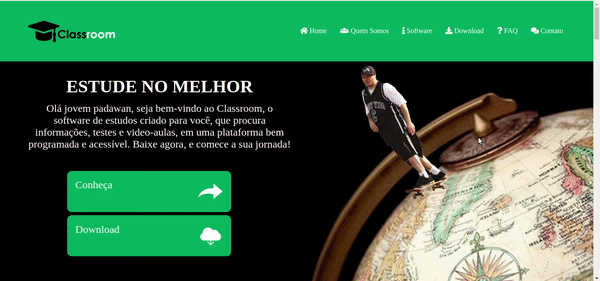 Classroom
Home Quem Somos Software Download FAQ Contato
ESTUDE NO MELHOR
Olá jovem padawan, seja bem-vindo ao Classroom, o
software de estudos criado para você, que procura
informações, testes e video-aulas, em uma plataforma bem
programada e acessível. Baixe agora, e comece a sua jornada!
Conheça
Download